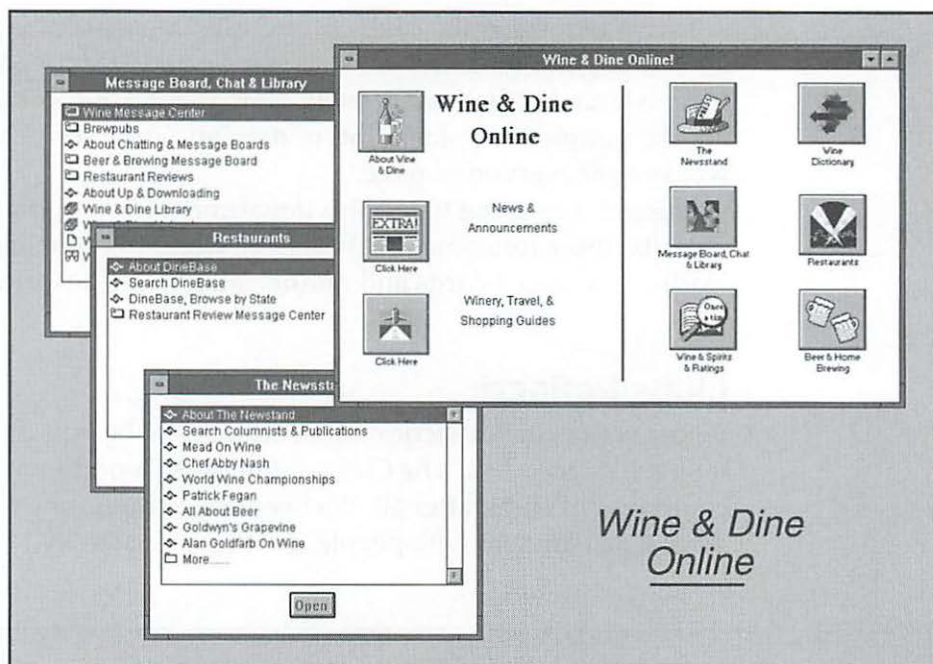 Message Board, Chat & Library
Wine Message Center
Brewpubs
About Chatting & Message Boards
Beer & Brewing Message Board
Restaurant Reviews
About Up & Downloading
Wine & Dine Library
W
W
Restaurants
About DineBase
Search DineBase
DineBase, Browse by State
Restaurant Review Message Center
The Newssta
About The Newstand
Search Columnists & Publications
Mead On Wine
Chef Abby Nash
World Wine Championships
Patrick Fegan
All About Beer
Goldwyn's Grapevine
Alan Goldfarb On Wine
More......
Open
Wine & Dine Online!
About Wine
& Dine
Wine & Dine
Online
EXTRA!
Click Here
News &
Announcements
Click Here
Winery, Travel, &
Shopping Guides
The
Newsstand
Wine
Dictionary
Message Board, Chat
& Library
Restaurants
Once
a tim
Wine & Spirits
& Ratings
Beer & Home
Brewing
Wine & Dine
Online